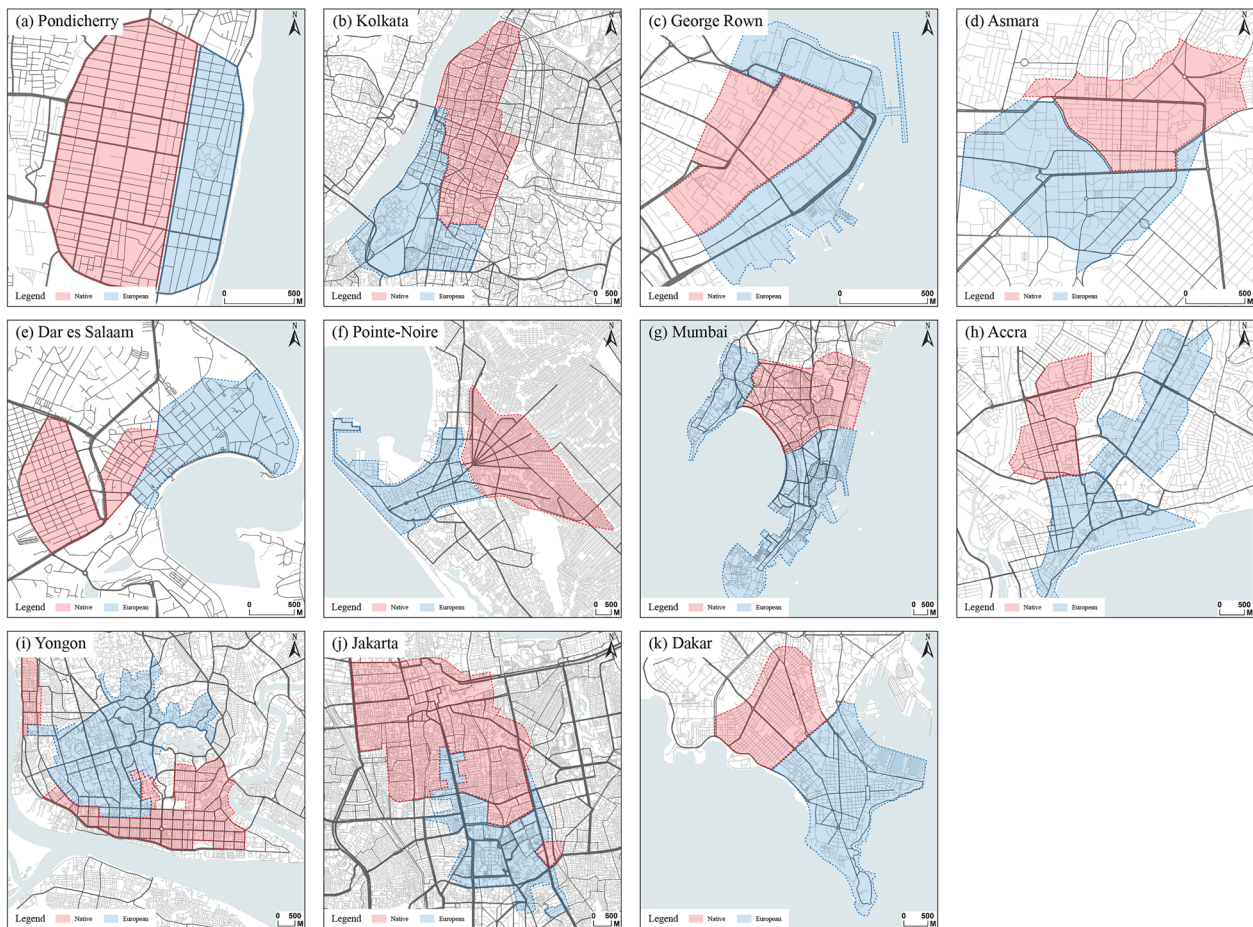 (a) Pondicherry
N
0 500
M
Legend Native European
(b) Kolkata
N
0 500
M
Legend Native European
(c) George Rown
N
0 500
M
Legend Native European
(d) Asmara
N
0 500
M
Legend Native European
(e) Dar es Salaam
N
0 500
M
Legend Native European
(f) Pointe-Noire
N
0 500
M
Legend Native European
(g) Mumbai
N
0 500
M
Legend Native European
(h) Accra
N
0 500
M
Legend Native European
(i) Yongon
N
0 500
M
Legend Native European
(j) Jakarta
N
0 500
M
Legend Native European
(k) Dakar
N
0 500
M
Legend Native European